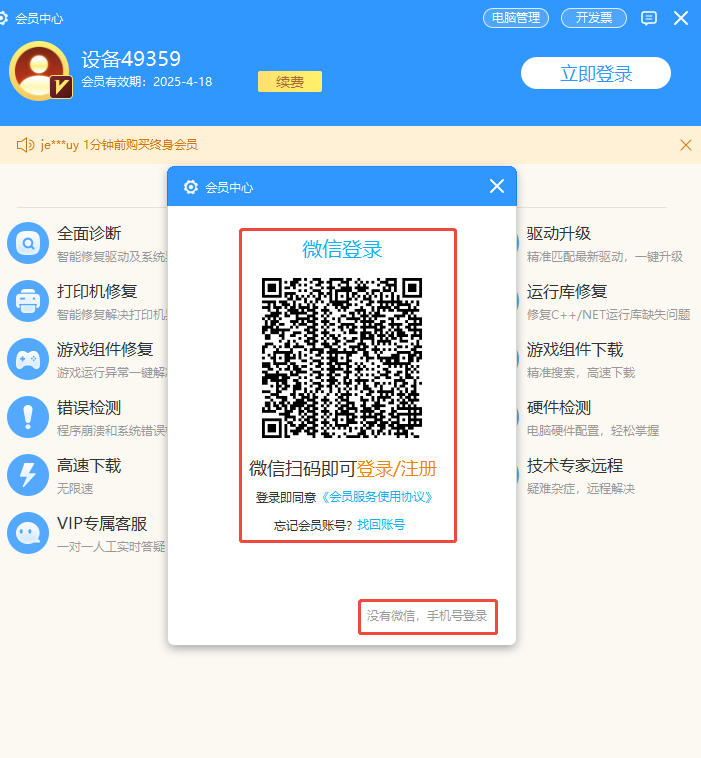 会员中心
电脑管理
开发票
设备49359
会员有效期：2025-4-18
续费
立即登录
je***uy 1分钟前购买终身会员
会员中心
微信登录
微信扫码即可登录/注册
登录即同意《会员服务使用协议》
忘记会员账号？找回账号
没有微信，手机号登录
全面诊断
智能修复驱动及系统
打印机修复
智能修复解决打印机
游戏组件修复
游戏运行异常一键解
错误检测
程序崩溃和系统错误
高速下载
无限速
VIP专属客服
一对一人工实时答疑
驱动升级
精准匹配最新驱动，一键升级
运行库修复
修复C++/NET运行库缺失问题
游戏组件下载
精准搜索，高速下载
硬件检测
电脑硬件配置，轻松掌握
技术专家远程
疑难杂症，远程解决